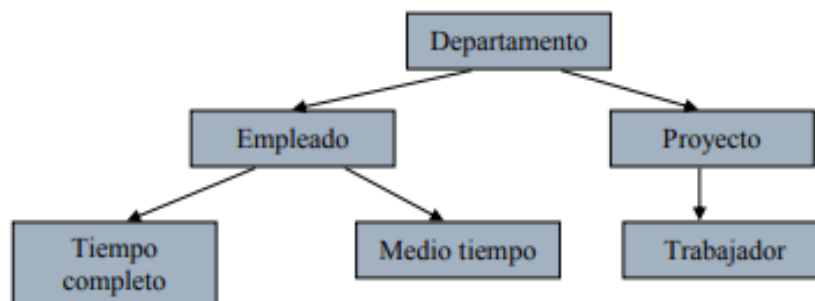 Departamento
Empleado
Proyecto
Tiempo
completo
Medio tiempo
Trabajador